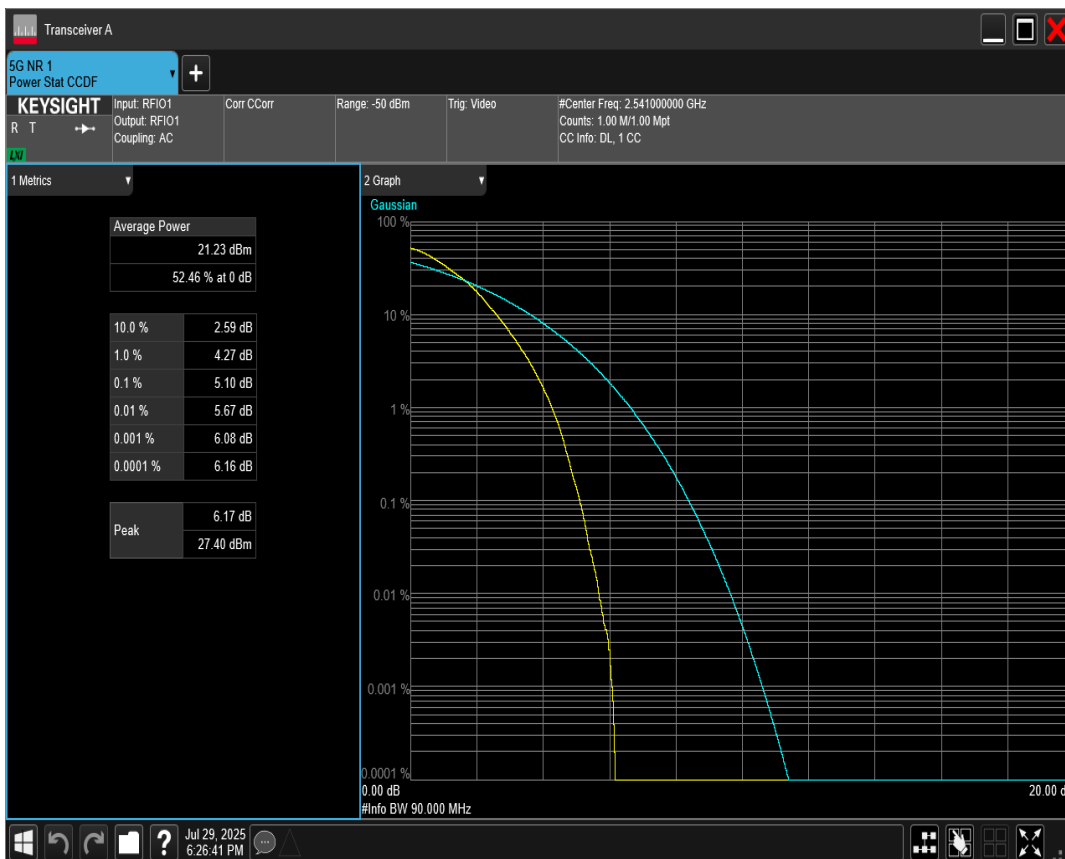 Transceiver A
5G NR 1
Power Stat CCDF
KEYSIGHT
R T
LXI
Input: RFIO1
Output: RFIO1
Coupling: AC
Corr CCorr
Range: -50 dBm
Trig: Video
#Center Freq: 2.541000000 GHz
Counts: 1.00 M/1.00 Mpt
CC Info: DL, 1 CC
1 Metrics
Average Power
21.23 dBm
52.46 % at 0 dB
10.0 % 2.59 dB
1.0 % 4.27 dB
0.1 % 5.10 dB
0.01 % 5.67 dB
0.001 % 6.08 dB
0.0001 % 6.16 dB
Peak 6.17 dB
27.40 dBm
2 Graph
Gaussian
100 %
10 %
1 %
0.1 %
0.01 %
0.001 %
0.0001 %
0.00 dB 20.00 d
#Info BW 90.000 MHz
Jul 29, 2025
6:26:41 PM